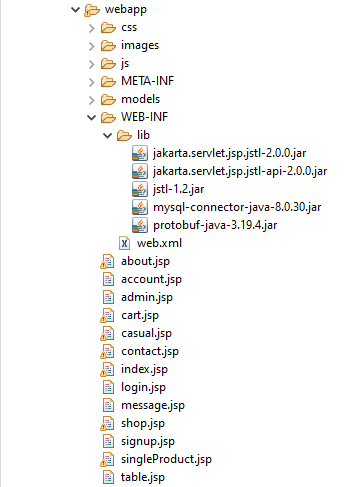 webapp
css
images
js
META-INF
models
WEB-INF
lib
jakarta.servlet.jsp.jstl-2.0.0.jar
jakarta.servlet.jsp.jstl-api-2.0.0.jar
jstl-1.2.jar
mysql-connector-java-8.0.30.jar
protobuf-java-3.19.4.jar
web.xml
about.jsp
account.jsp
admin.jsp
cart.jsp
casual.jsp
contact.jsp
index.jsp
login.jsp
message.jsp
shop.jsp
signup.jsp
singleProduct.jsp
table.jsp